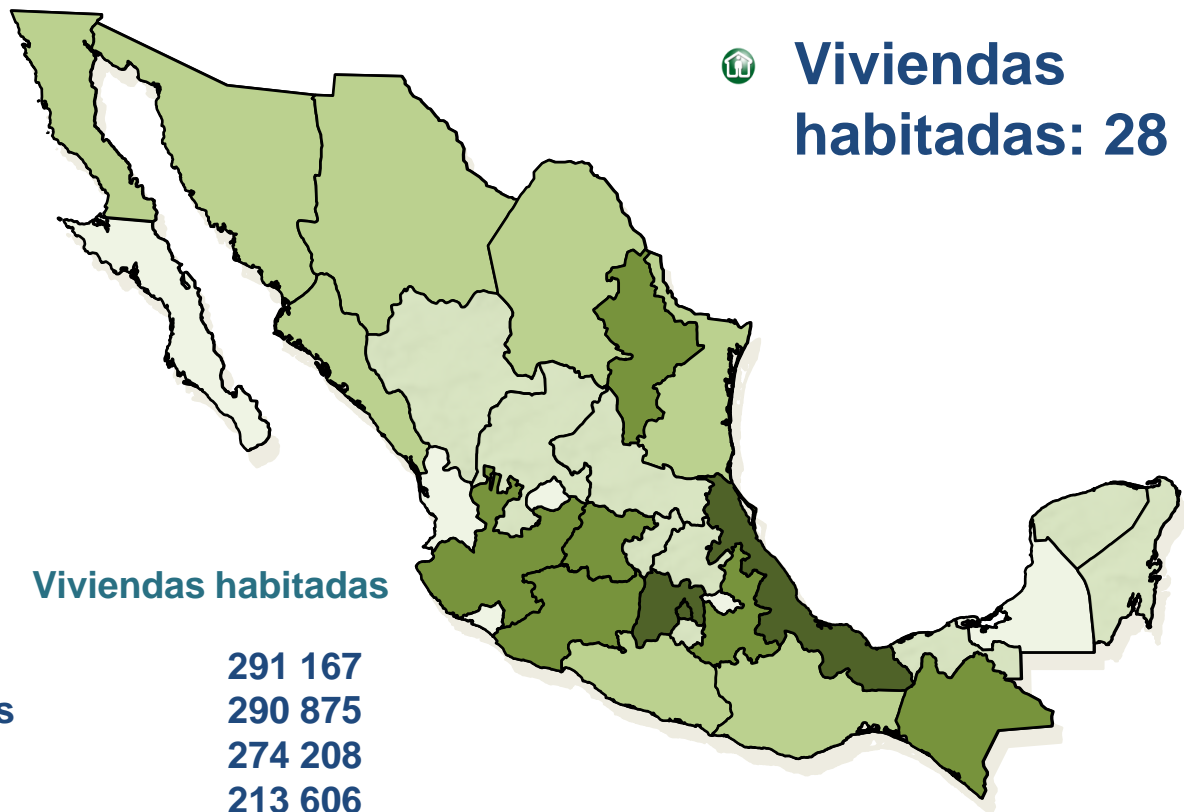 Viviendas
habitadas: 28
Viviendas habitadas
291 167
s 290 875
274 208
213 606